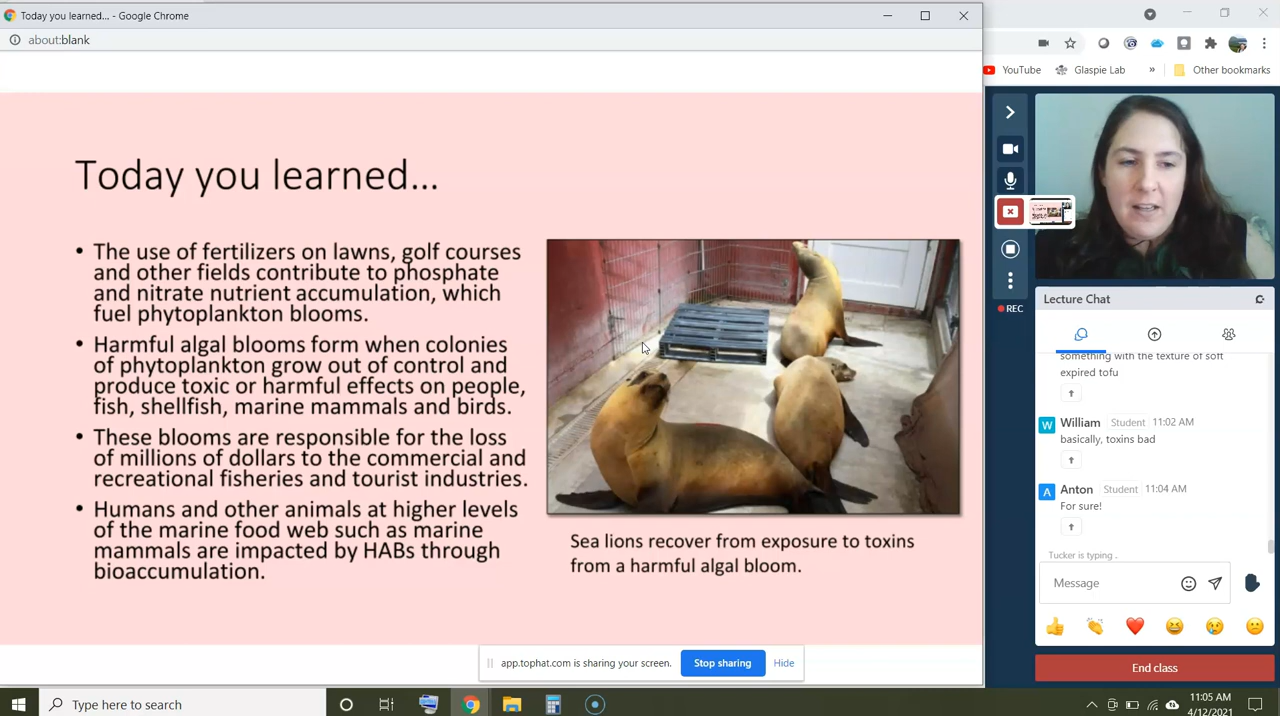 Today you learned... - Google Chrome
about:blank
YouTube
Glaspie Lab
»
Other bookmarks
Today you learned...
• The use of fertilizers on lawns, golf courses
and other fields contribute to phosphate
and nitrate nutrient accumulation, which
fuel phytoplankton blooms.
• Harmful algal blooms form when colonies
of phytoplankton grow out of control and
produce toxic or harmful effects on people,
fish, shellfish, marine mammals and birds.
• These blooms are responsible for the loss
of millions of dollars to the commercial and
recreational fisheries and tourist industries.
• Humans and other animals at higher levels
of the marine food web such as marine
mammals are impacted by HABs through
bioaccumulation.
Sea lions recover from exposure to toxins
from a harmful algal bloom.
REC
Lecture Chat
something with the texture of soft
expired tofu
W William Student 11:02 AM
basically, toxins bad
A Anton Student 11:04 AM
For sure!
Tucker is typing .
Message
End class
app.tophat.com is sharing your screen. Stop sharing Hide
Type here to search
11:05 AM
4/12/2021